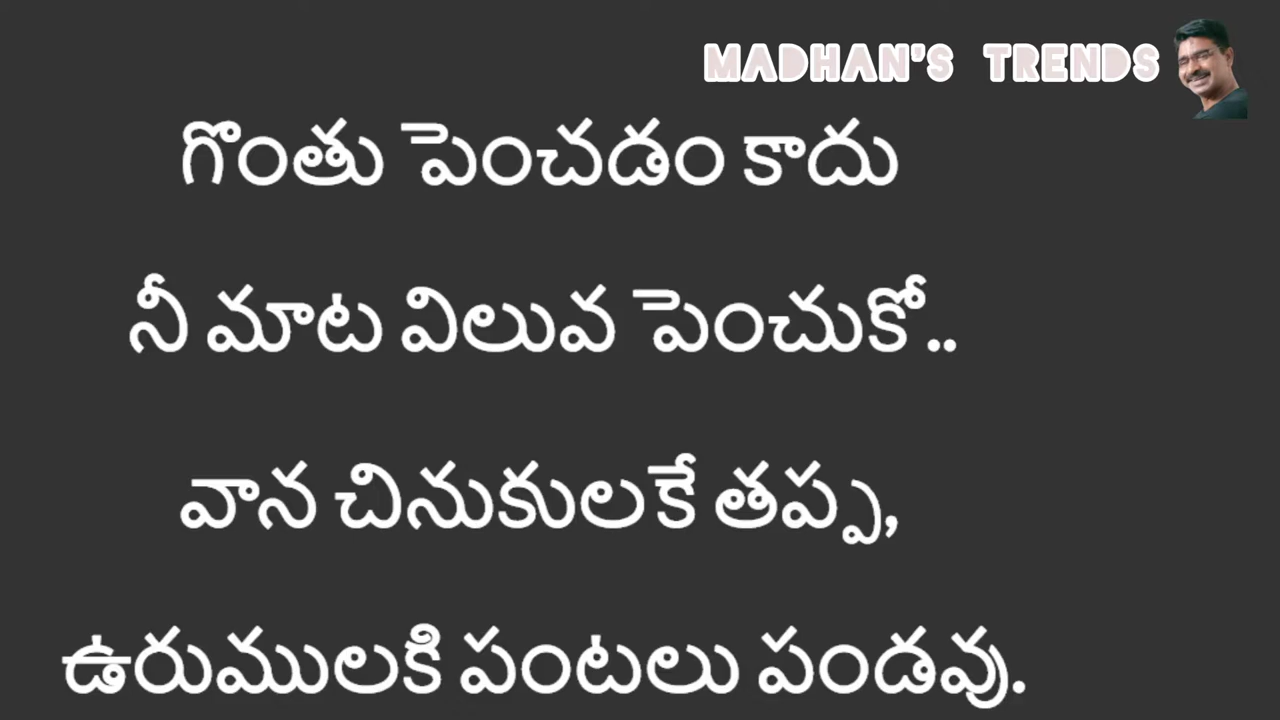 MADHAN'S TRENDS
గొంతు పెంచడం కాదు
నీ మాట విలువ పెంచుకో..
వాన చినుకులకే తప్ప,
ఉరుములకి పంటలు పండవు.